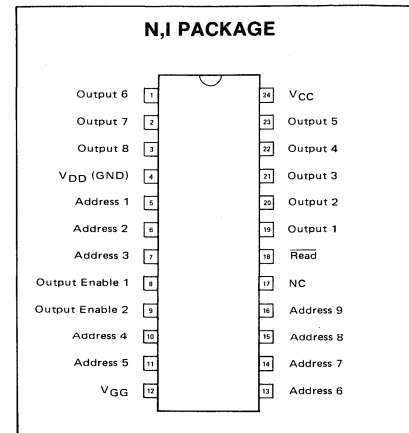 N,I PACKAGE
Output 6 1 24 VCC
Output 7 2 23 Output 5
Output 8 3 22 Output 4
VDD (GND) 4 21 Output 3
Address 1 5 20 Output 2
Address 2 6 19 Output 1
Address 3 7 18 Read
Output Enable 1 8 17 NC
Output Enable 2 9 16 Address 9
Address 4 10 15 Address 8
Address 5 11 14 Address 7
VGG 12 13 Address 6